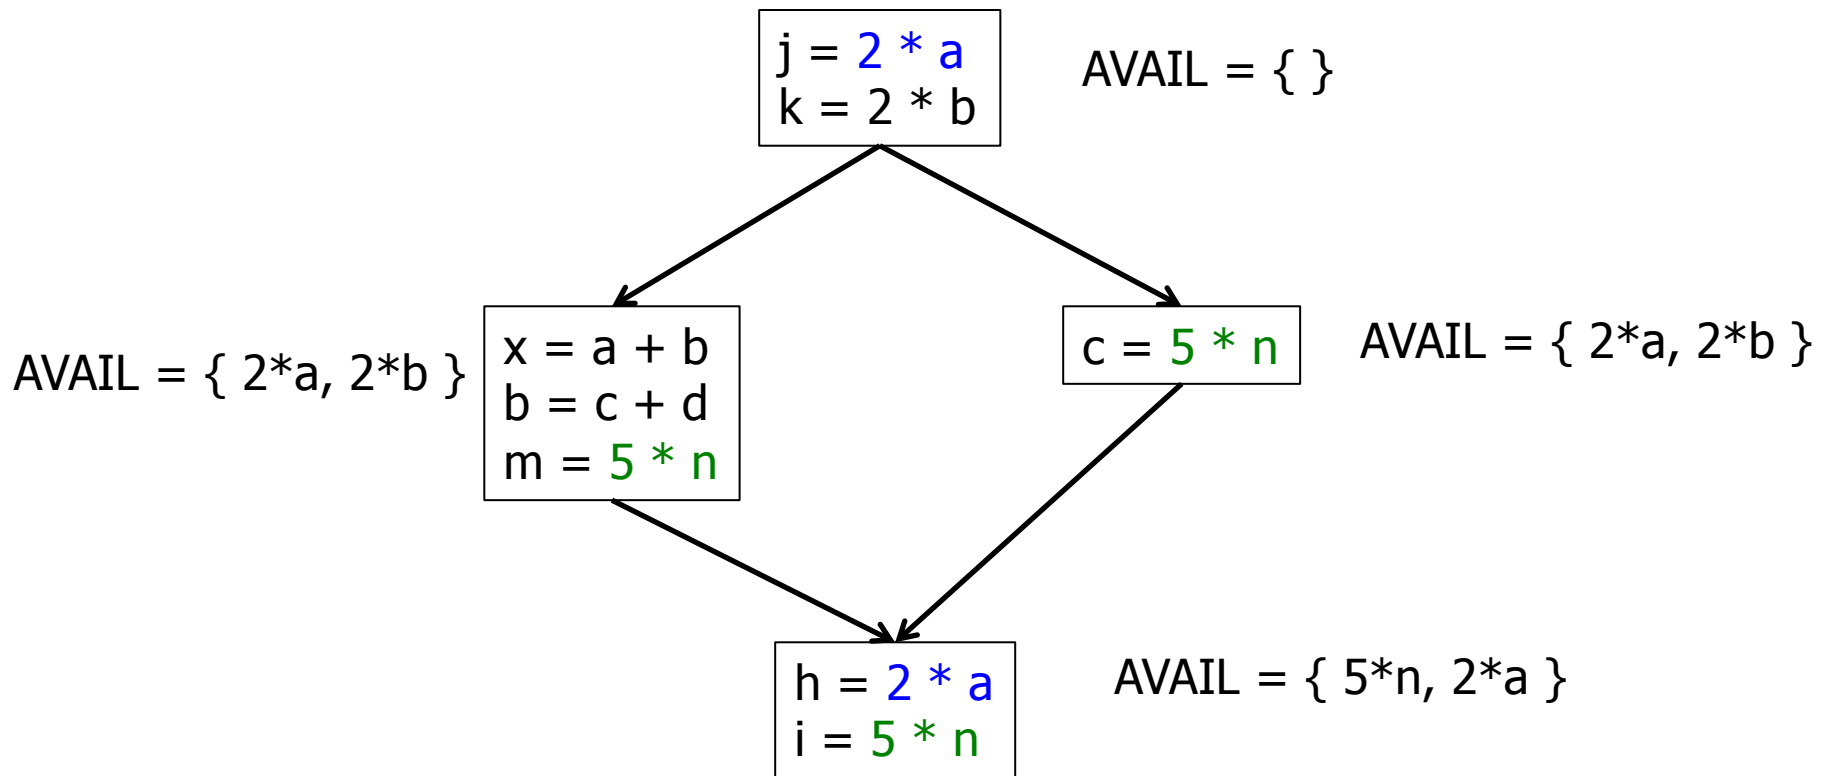 j = 2 * a
k = 2 * b
AVAIL = { }
AVAIL = { 2*a, 2*b }
x = a + b
b = c + d
m = 5 * n
c = 5 * n
AVAIL = { 2*a, 2*b }
h = 2 * a
i = 5 * n
AVAIL = { 5*n, 2*a }